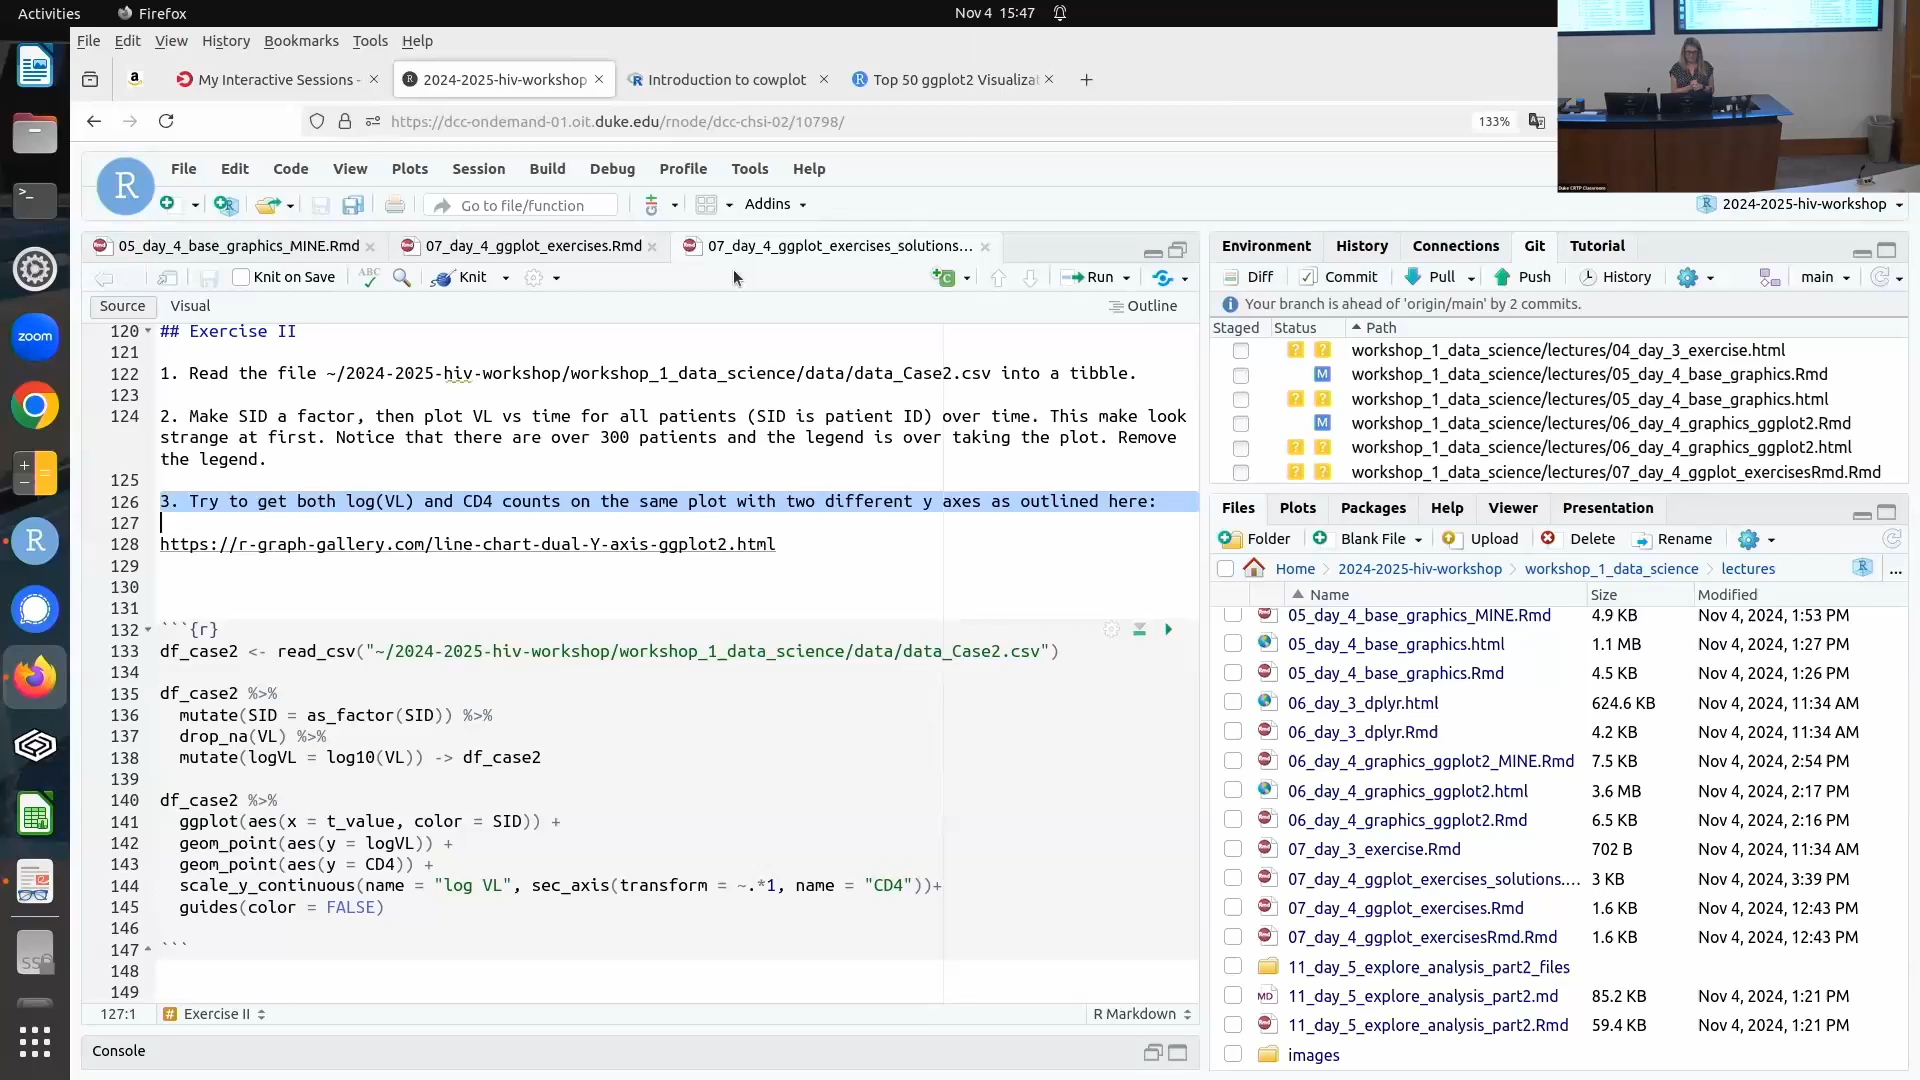 Activities
Firefox
Nov 4 15:47
File Edit View History Bookmarks Tools Help
My Interactive Sessions -
2024-2025-hiv-workshop
Introduction to cowplot
Top 50 ggplot2 Visualizat
https://dcc-ondemand-01.oit.duke.edu/rnode/dcc-chsi-02/10798/
133%
Duke CRTP Classroom
R
File Edit View Plots Session Build Debug Profile Tools Help
Go to file/function
Addins
2024-2025-hiv-workshop
05_day_4_base_graphics_MINE.Rmd
07_day_4_ggplot_exercises.Rmd
07_day_4_ggplot_exercises_solutions...
Knit on Save
ABC
Knit
Run
Source
Visual
Outline
120 ## Exercise II
121
122 1. Read the file ~/2024-2025-hiv-workshop/workshop_1_data_science/data/data_Case2.csv into a tibble.
123
124 2. Make SID a factor, then plot VL vs time for all patients (SID is patient ID) over time. This make look
strange at first. Notice that there are over 300 patients and the legend is over taking the plot. Remove
the legend.
125
126 3. Try to get both log(VL) and CD4 counts on the same plot with two different y axes as outlined here:
127
128 https://r-graph-gallery.com/line-chart-dual-Y-axis-ggplot2.html
129
130
131
132 ```{r}
133 df_case2 <- read_csv("~/2024-2025-hiv-workshop/workshop_1_data_science/data/data_Case2.csv")
134
135 df_case2 %>%
136 mutate(SID = as_factor(SID)) %>%
137 drop_na(VL) %>%
138 mutate(logVL = log10(VL)) -> df_case2
139
140 df_case2 %>%
141 ggplot(aes(x = t_value, color = SID)) +
142 geom_point(aes(y = logVL)) +
143 geom_point(aes(y = CD4)) +
144 scale_y_continuous(name = "log VL", sec_axis(transform = ~.*1, name = "CD4"))+
145 guides(color = FALSE)
146
147 ```
148
149
127:1
# Exercise II
R Markdown
Console
Environment History Connections Git Tutorial
Diff Commit Pull Push History main
Your branch is ahead of 'origin/main' by 2 commits.
Staged Status Path
? ? workshop_1_data_science/lectures/04_day_3_exercise.html
M workshop_1_data_science/lectures/05_day_4_base_graphics.Rmd
? ? workshop_1_data_science/lectures/05_day_4_base_graphics.html
M workshop_1_data_science/lectures/06_day_4_graphics_ggplot2.Rmd
? ? workshop_1_data_science/lectures/06_day_4_graphics_ggplot2.html
? ? workshop_1_data_science/lectures/07_day_4_ggplot_exercisesRmd.Rmd
Files Plots Packages Help Viewer Presentation
Folder Blank File Upload Delete Rename
Home 2024-2025-hiv-workshop workshop_1_data_science lectures ...
Name Size Modified
05_day_4_base_graphics_MINE.Rmd 4.9 KB Nov 4, 2024, 1:53 PM
05_day_4_base_graphics.html 1.1 MB Nov 4, 2024, 1:27 PM
05_day_4_base_graphics.Rmd 4.5 KB Nov 4, 2024, 1:26 PM
06_day_3_dplyr.html 624.6 KB Nov 4, 2024, 11:34 AM
06_day_3_dplyr.Rmd 4.2 KB Nov 4, 2024, 11:34 AM
06_day_4_graphics_ggplot2_MINE.Rmd 7.5 KB Nov 4, 2024, 2:54 PM
06_day_4_graphics_ggplot2.html 3.6 MB Nov 4, 2024, 2:17 PM
06_day_4_graphics_ggplot2.Rmd 6.5 KB Nov 4, 2024, 2:16 PM
07_day_3_exercise.Rmd 702 B Nov 4, 2024, 11:34 AM
07_day_4_ggplot_exercises_solutions.... 3 KB Nov 4, 2024, 3:39 PM
07_day_4_ggplot_exercises.Rmd 1.6 KB Nov 4, 2024, 12:43 PM
07_day_4_ggplot_exercisesRmd.Rmd 1.6 KB Nov 4, 2024, 12:43 PM
11_day_5_explore_analysis_part2_files
11_day_5_explore_analysis_part2.md 85.2 KB Nov 4, 2024, 1:21 PM
11_day_5_explore_analysis_part2.Rmd 59.4 KB Nov 4, 2024, 1:21 PM
images
zoom